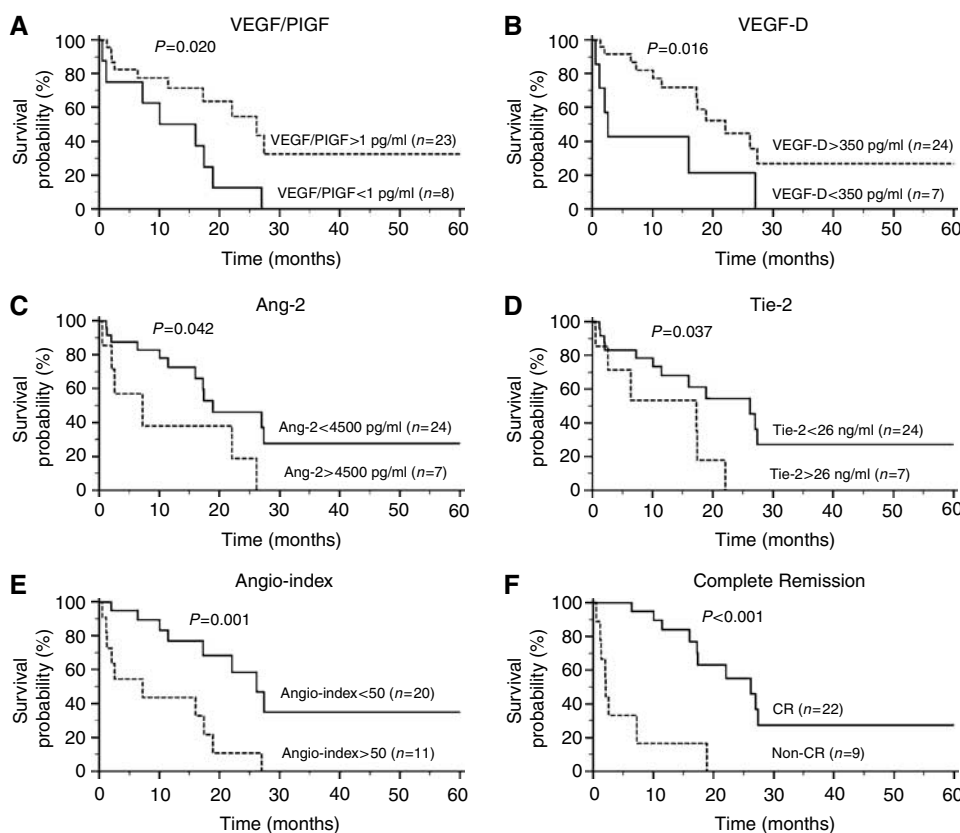 A VEGF/PIGF
Survival probability (%)
100
80
60
40
20
0
P=0.020
VEGF/PIGF>1 pg/ml (n=23)
VEGF/PIGF<1 pg/ml (n=8)
0 10 20 30 40 50 60
Time (months)
B VEGF-D
Survival probability (%)
100
80
60
40
20
0
P=0.016
VEGF-D>350 pg/ml (n=24)
VEGF-D<350 pg/ml (n=7)
0 10 20 30 40 50 60
Time (months)
C Ang-2
Survival probability (%)
100
80
60
40
20
0
P=0.042
Ang-2<4500 pg/ml (n=24)
Ang-2>4500 pg/ml (n=7)
0 10 20 30 40 50 60
Time (months)
D Tie-2
Survival probability (%)
100
80
60
40
20
0
P=0.037
Tie-2<26 ng/ml (n=24)
Tie-2>26 ng/ml (n=7)
0 10 20 30 40 50 60
Time (months)
E Angio-index
Survival probability (%)
100
80
60
40
20
0
P=0.001
Angio-index<50 (n=20)
Angio-index>50 (n=11)
0 10 20 30 40 50 60
Time (months)
F Complete Remission
Survival probability (%)
100
80
60
40
20
0
P<0.001
CR (n=22)
Non-CR (n=9)
0 10 20 30 40 50 60
Time (months)